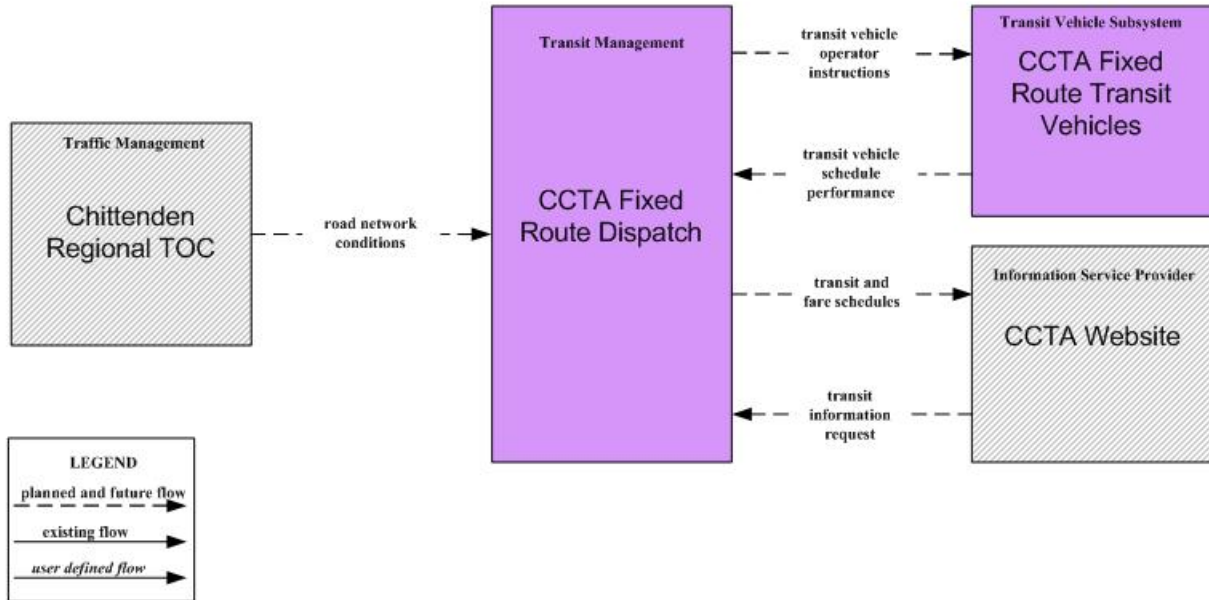 Traffic Management
Chittenden
Regional TOC
road network
conditions
Transit Management
CCTA Fixed
Route Dispatch
transit vehicle
operator
instructions
transit vehicle
schedule
performance
transit and
fare schedules
transit
information
request
Transit Vehicle Subsystem
CCTA Fixed
Route Transit
Vehicles
Information Service Provider
CCTA Website
LEGEND
planned and future flow
existing flow
user defined flow